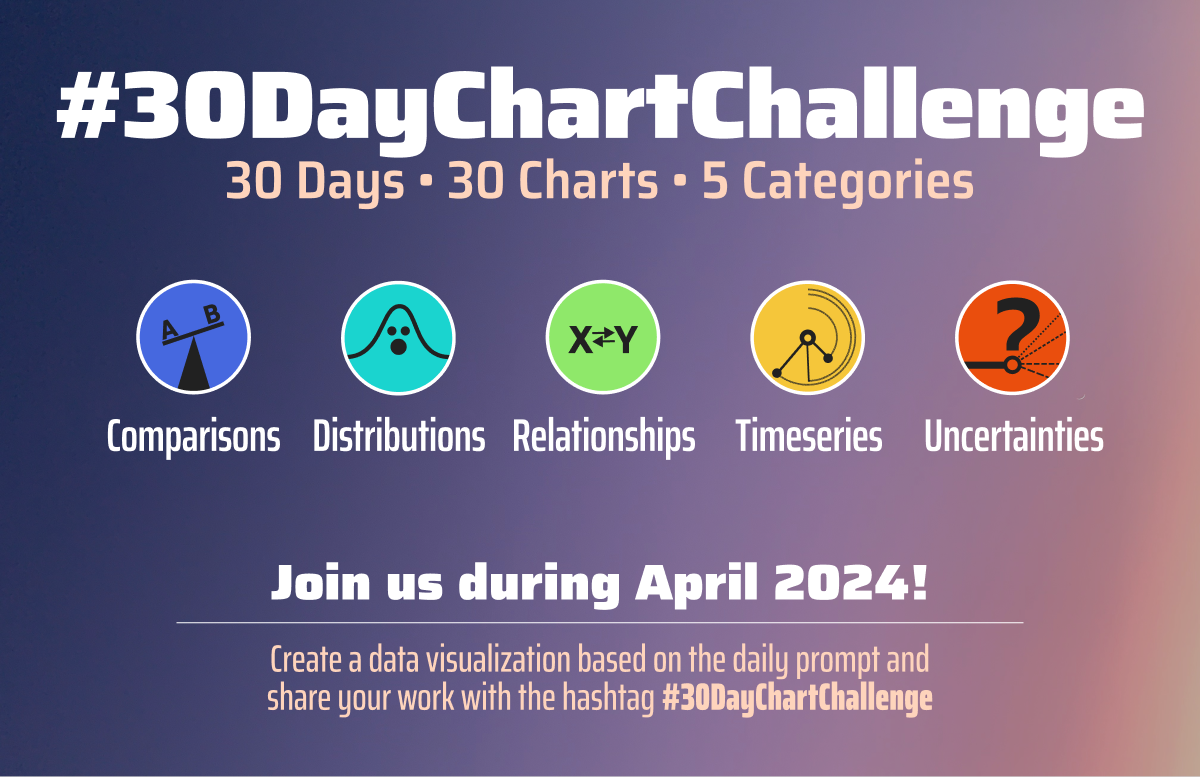 #30DayChartChallenge
30 Days • 30 Charts • 5 Categories
A B
X⇄Y
?
Comparisons Distributions Relationships Timeseries Uncertainties
Join us during April 2024!
Create a data visualization based on the daily prompt and
share your work with the hashtag #30DayChartChallenge